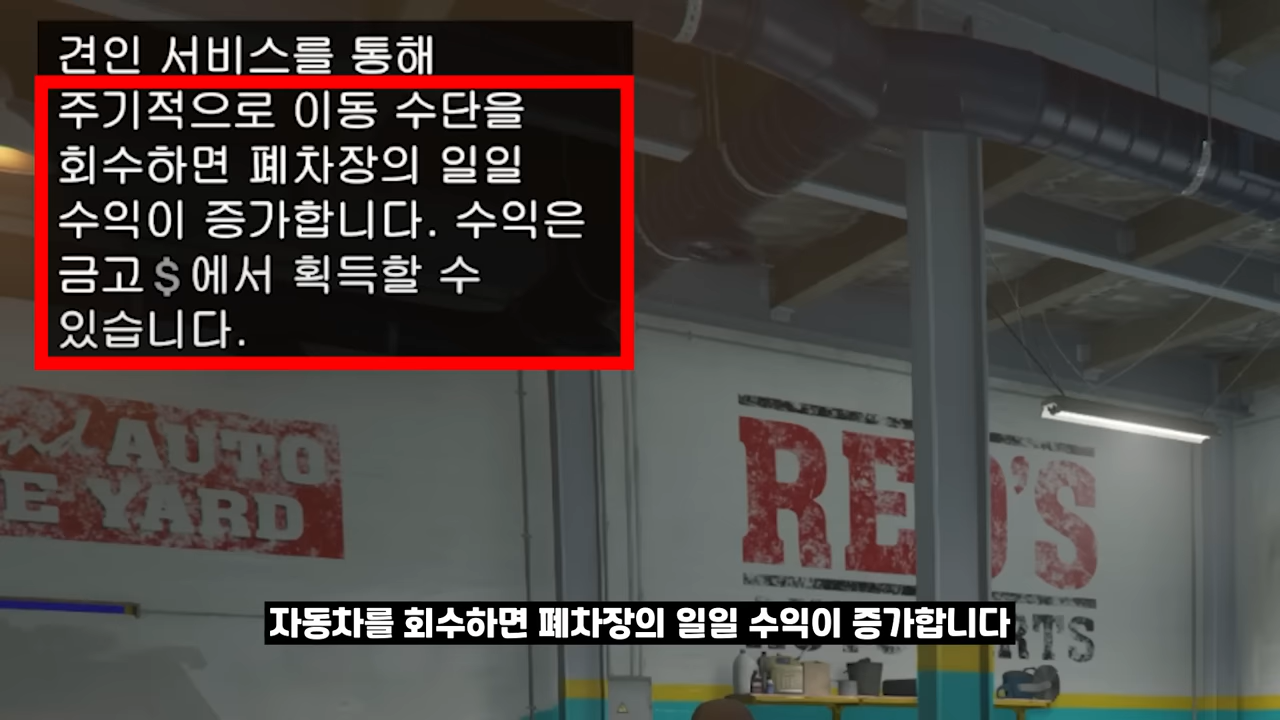 견인 서비스를 통해
주기적으로 이동 수단을
회수하면 폐차장의 일일
수익이 증가합니다. 수익은
금고 $ 에서 획득할 수
있습니다.
AUTO
YARD
RED'S
자동차를 회수하면 폐차장의 일일 수익이 증가합니다